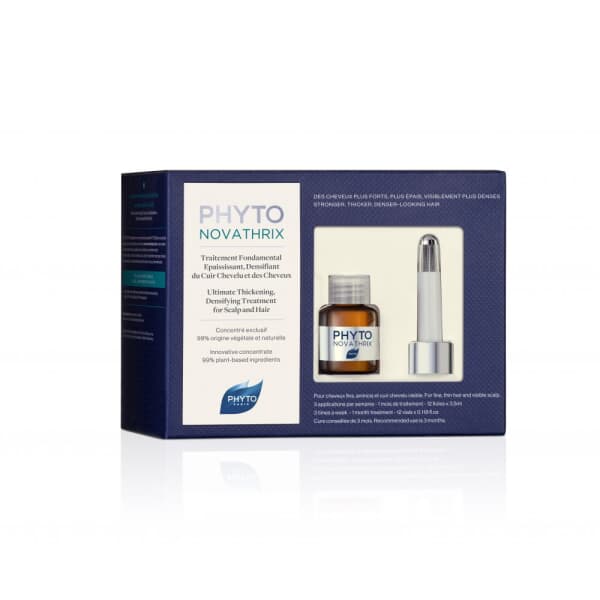 PHYTO
NOVATHRIX
Traitement Fondamental
Epaississant, Densifiant
du Cuir Chevelu et des Cheveux
Ultimate Thickening,
Densifying Treatment
for Scalp and Hair
Concentré exclusif
99% origine végétale et naturelle
Innovative concentrate
99% plant-based ingredients
PHYTO
PARIS
DES CHEVEUX PLUS FORTS, PLUS ÉPAIS, VISIBLEMENT PLUS DENSES
STRONGER, THICKER, DENSER-LOOKING HAIR
PHYTO
NOVATHRIX
Pour cheveux fins, amincis et cuir chevelu visible. For fine, thin hair and visible scalp.
3 applications par semaine - 1 mois de traitement - 12 fioles x 3,5ml
3 times a week - 1 month treatment - 12 vials x 0.118 fl.oz
Cure conseillée de 3 mois. Recommended use is 3 months.